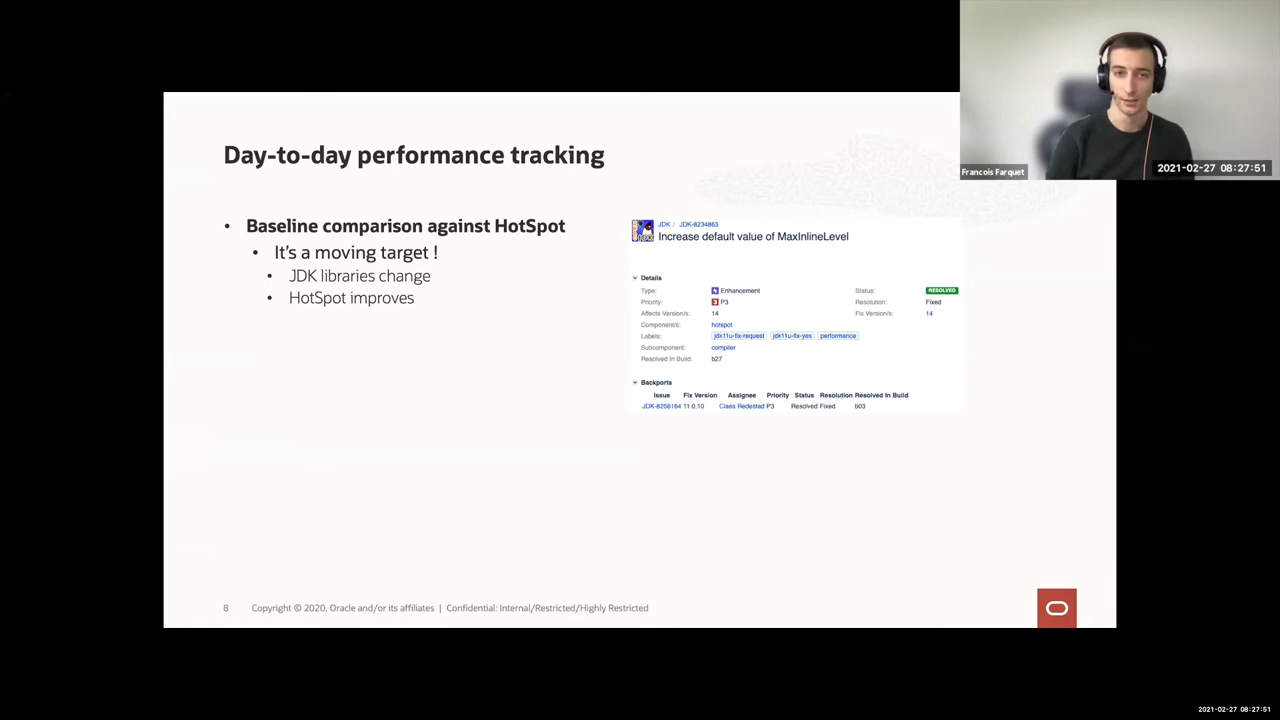 Day-to-day performance tracking
• Baseline comparison against HotSpot
• It's a moving target !
• JDK libraries change
• HotSpot improves
JDK / JDK-8234863
Increase default value of MaxInlineLevel
Details
Type: Enhancement Status: RESOLVED
Priority: P3 Resolution: Fixed
Affects Version/s: 14 Fix Version/s: 14
Component/s: hotspot
Labels: jdk11u-fix-request jdk11u-fix-yes performance
Subcomponent: compiler
Resolved In Build: b27
Backports
Issue Fix Version Assignee Priority Status Resolution Resolved In Build
JDK-8256164 11.0.10 Claes Redestad P3 Resolved Fixed b03
Francois Farquet
2021-02-27 08:27:51
8 Copyright © 2020, Oracle and/or its affiliates | Confidential: Internal/Restricted/Highly Restricted
2021-02-27 08:27:51